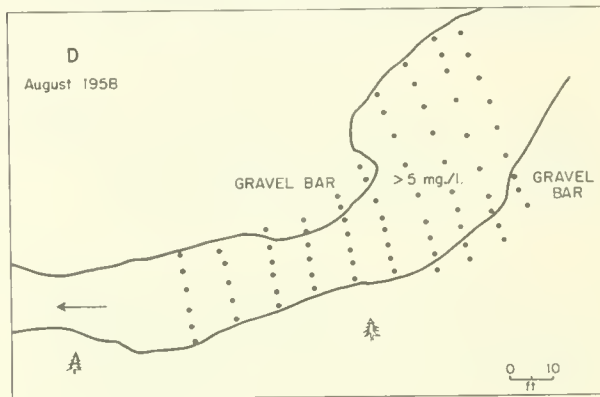 D
August 1958
GRAVEL BAR
> 5 mg./l.
GRAVEL
BAR
0 10
ft